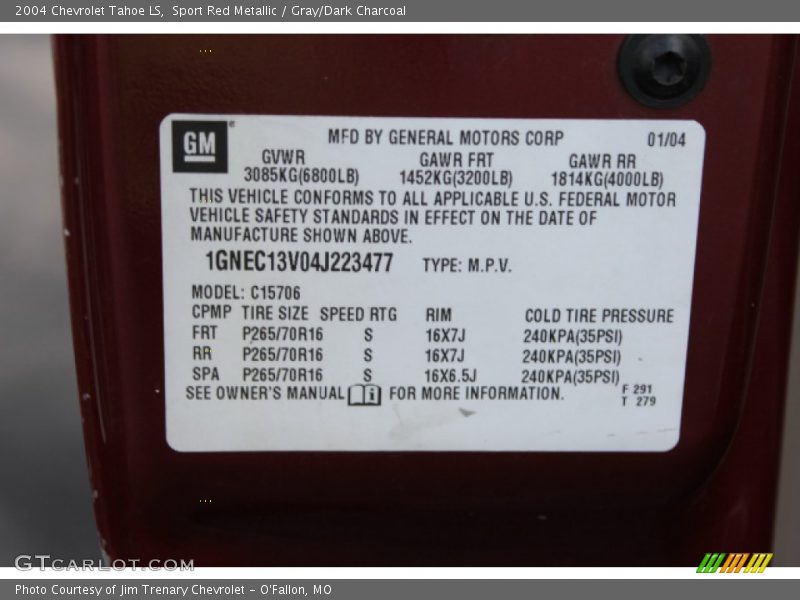 2004 Chevrolet Tahoe LS, Sport Red Metallic / Gray/Dark Charcoal
GM
MFD BY GENERAL MOTORS CORP 01/04
GVWR GAWR FRT GAWR RR
3085KG(6800LB) 1452KG(3200LB) 1814KG(4000LB)
THIS VEHICLE CONFORMS TO ALL APPLICABLE U.S. FEDERAL MOTOR
VEHICLE SAFETY STANDARDS IN EFFECT ON THE DATE OF
MANUFACTURE SHOWN ABOVE.
1GNEC13V04J223477 TYPE: M.P.V.
MODEL: C15706
CPMP TIRE SIZE SPEED RTG RIM COLD TIRE PRESSURE
FRT P265/70R16 S 16X7J 240KPA(35PSI)
RR P265/70R16 S 16X7J 240KPA(35PSI)
SPA P265/70R16 S 16X6.5J 240KPA(35PSI)
SEE OWNER'S MANUAL FOR MORE INFORMATION.
F 291
T 279
GTCARLOT.COM
Photo Courtesy of Jim Trenary Chevrolet - O'Fallon, MO